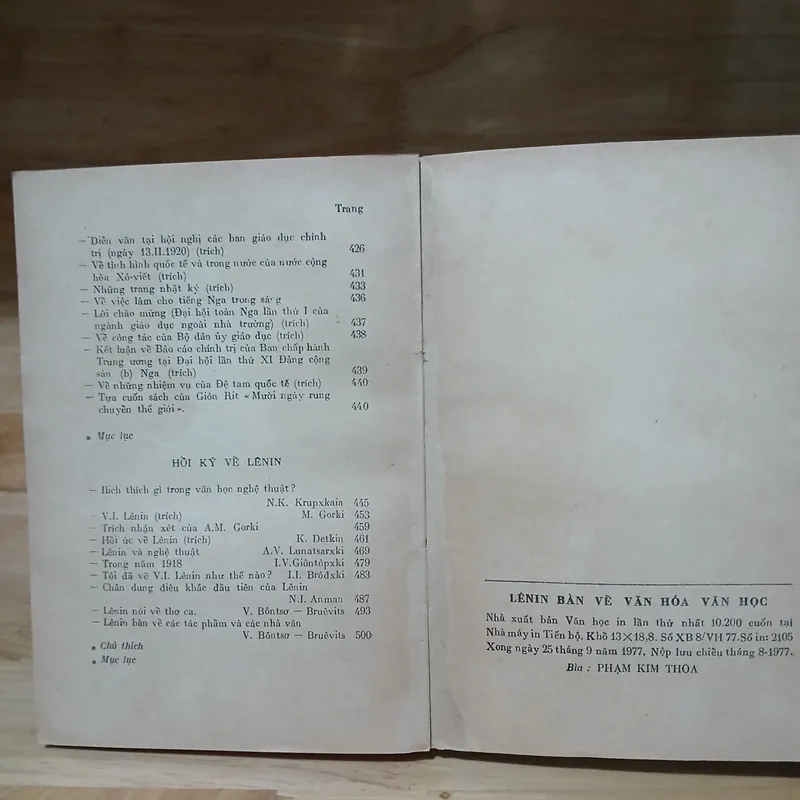 Trang
— Diễn văn tại hội nghị các ban giáo dục chính
trị (ngày 13.II.1920) (trích) 426
— Về tình hình quốc tế và trong nước của nước cộng
hòa Xô-viết (trích) 431
— Những trang nhật ký (trích) 433
— Về việc làm cho tiếng Nga trong sáng 436
— Lời chào mừng (Đại hội toàn Nga lần thứ I của
ngành giáo dục ngoài nhà trường) (trích) 437
— Về công tác của Bộ dân ủy giáo dục (trích) 438
— Kết luận về Báo cáo chính trị của Ban chấp hành
Trung ương tại Đại hội lần thứ XI Đảng cộng
sản (b) Nga (trích) 439
— Về những nhiệm vụ của Đệ tam quốc tế (trích) 440
— Tựa cuốn sách của Giôn Rit «Mười ngày rung
chuyển thế giới». 440
• Mục lục
HỒI KÝ VỀ LÊNIN
— Ilich thích gì trong văn học nghệ thuật?
N.K. Krupxkaia 445
— V.I. Lênin (trích) M. Gorki 453
— Trích nhận xét của A.M. Gorki 459
— Hồi ức về Lênin (trích) K. Detkin 461
— Lênin và nghệ thuật A.V. Lunatsarxki 469
— Trong năm 1918 I.V.Giôntôpxki 479
— Tôi đã vẽ V.I. Lênin như thế nào? I.I. Brôđxki 483
— Chân dung điêu khắc đầu tiên của Lênin
N.I. Anman 487
— Lênin nói về thơ ca. V. Bôntsơ — Bruêvits 493
— Lênin bàn về các tác phẩm và các nhà văn
V. Bôntsơ — Bruêvits 500
• Chú thích
• Mục lục
LÊNIN BÀN VỀ VĂN HÓA VĂN HỌC
Nhà xuất bản Văn học in lần thứ nhất 10.200 cuốn tại
Nhà máy in Tiến bộ. Khổ 13×18,8. Số XB 8/VH 77. Số in: 2105
Xong ngày 25 tháng 9 năm 1977. Nộp lưu chiểu tháng 8-1977.
Bìa : PHẠM KIM THOA